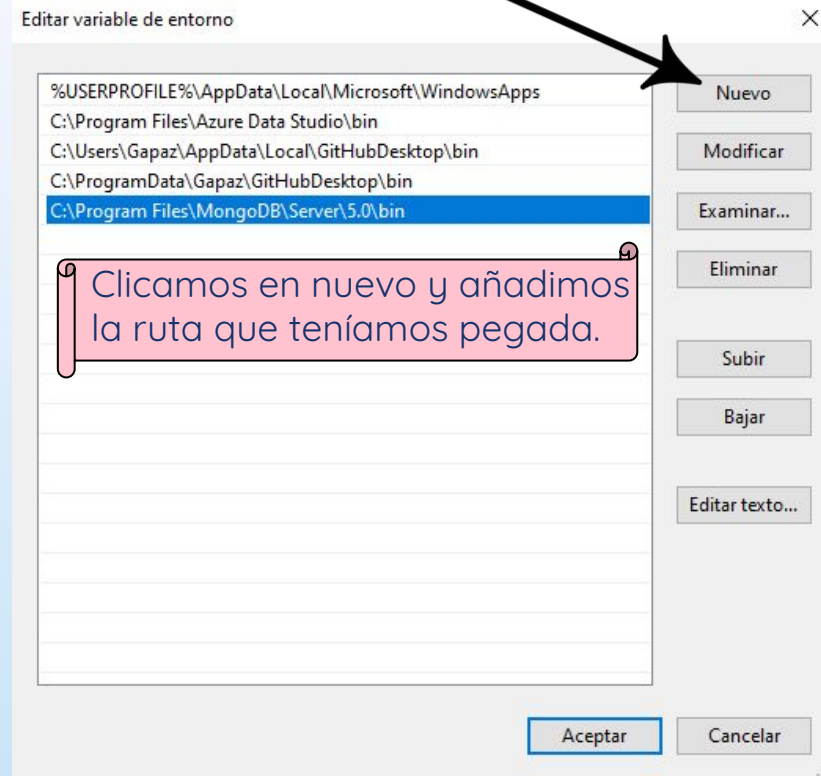 Editar variable de entorno
%USERPROFILE%\AppData\Local\Microsoft\WindowsApps
C:\Program Files\Azure Data Studio\bin
C:\Users\Gapaz\AppData\Local\GitHubDesktop\bin
C:\ProgramData\Gapaz\GitHubDesktop\bin
C:\Program Files\MongoDB\Server\5.0\bin
Clicamos en nuevo y añadimos
la ruta que teníamos pegada.
Nuevo
Modificar
Examinar...
Eliminar
Subir
Bajar
Editar texto...
Aceptar
Cancelar